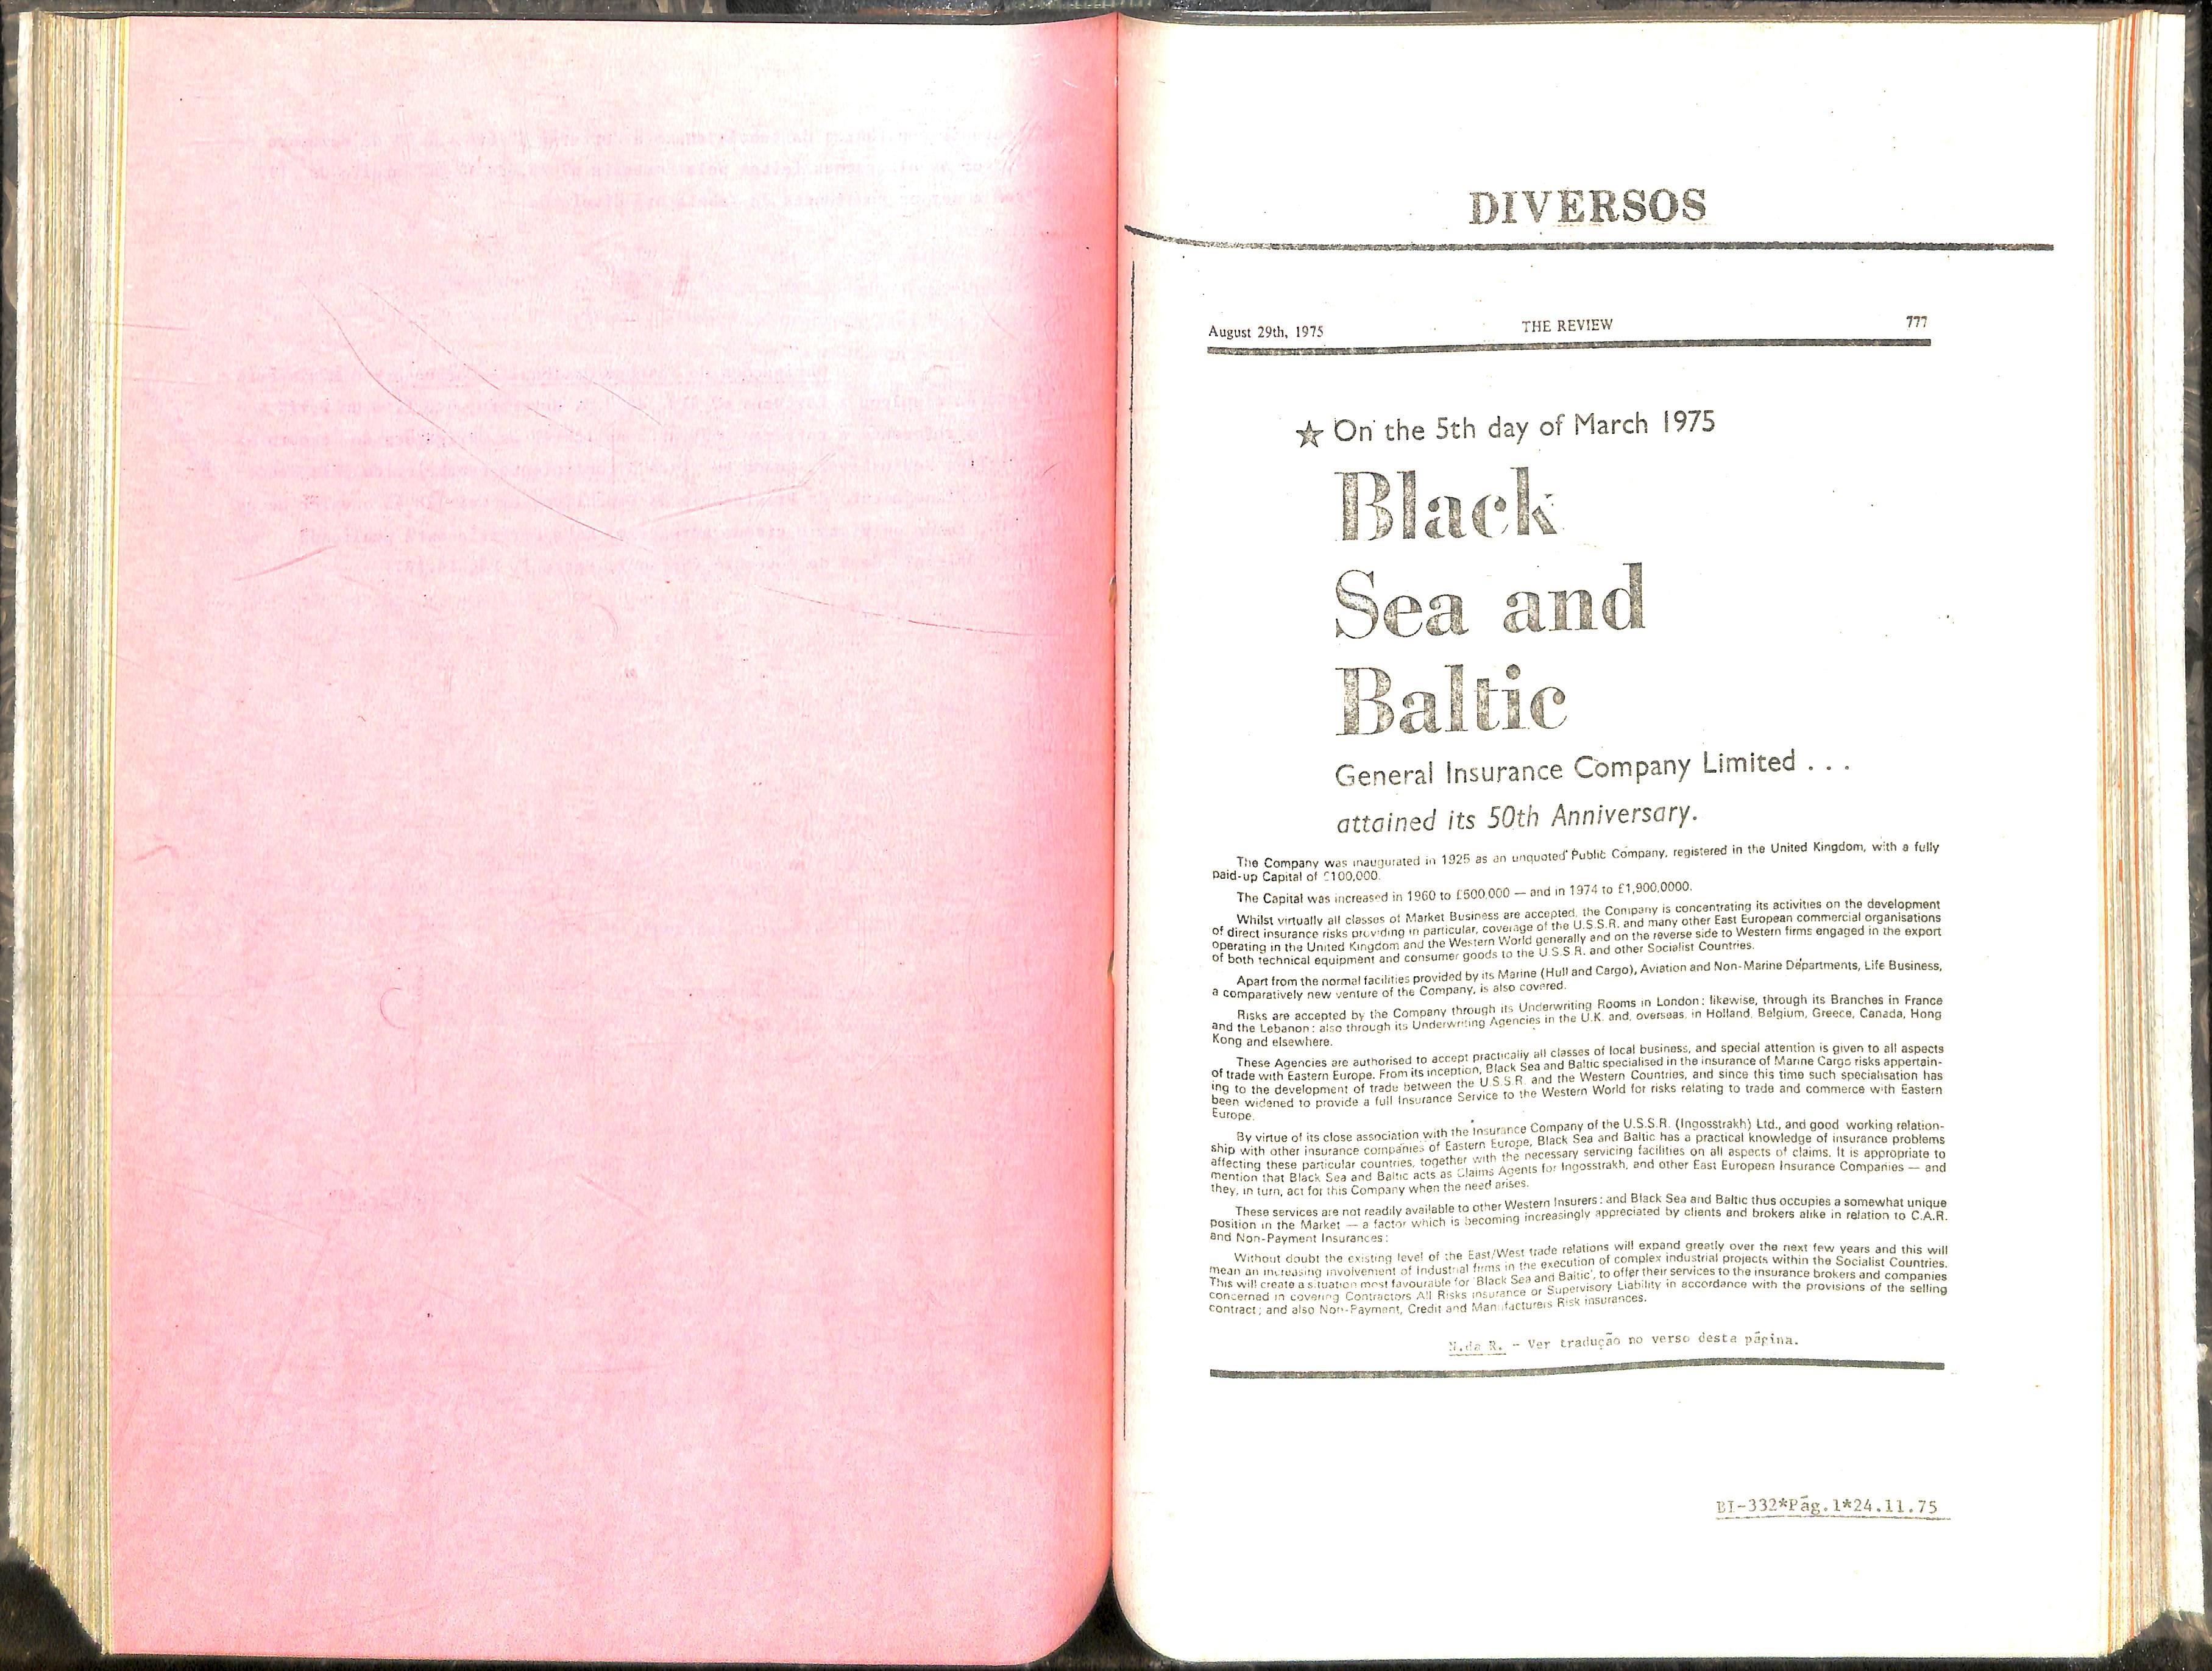 DIVERSOS
August 29th, 1975 THE REVIEW 777
★ On the 5th day of March 1975
Black
Sea and
Baltic
General Insurance Company Limited . . .
attained its 50th Anniversary.
The Company was inaugurated in 1925 as an unquoted Public Company, registered in the United Kingdom, with a fully
paid-up Capital of £100,000.
The Capital was increased in 1960 to £500,000 — and in 1974 to £1,900,0000.
Whilst virtually all classes of Market Business are accepted, the Company is concentrating its activities on the development
of direct insurance risks providing in particular, coverage of the U.S.S.R. and many other East European commercial organisations
operating in the United Kingdom and the Western World generally and on the reverse side to Western firms engaged in the export
of both technical equipment and consumer goods to the U.S.S.R. and other Socialist Countries.
Apart from the normal facilities provided by its Marine (Hull and Cargo), Aviation and Non-Marine Departments, Life Business,
a comparatively new venture of the Company, is also covered.
Risks are accepted by the Company through its Underwriting Rooms in London; likewise, through its Branches in France
and the Lebanon; also through its Underwriting Agencies in the U.K. and, overseas, in Holland, Belgium, Greece, Canada, Hong
Kong and elsewhere.
These Agencies are authorised to accept practically all classes of local business, and special attention is given to all aspects
of trade with Eastern Europe. From its inception, Black Sea and Baltic specialised in the insurance of Marine Cargo risks appertain-
ing to the development of trade between the U.S.S.R. and the Western Countries, and since this time such specialisation has
been widened to provide a full Insurance Service to the Western World for risks relating to trade and commerce with Eastern
Europe.
By virtue of its close association with the Insurance Company of the U.S.S.R. (Ingosstrakh) Ltd., and good working relation-
ship with other insurance companies of Eastern Europe, Black Sea and Baltic has a practical knowledge of insurance problems
affecting these particular countries, together with the necessary servicing facilities on all aspects of claims. It is appropriate to
mention that Black Sea and Baltic acts as Claims Agents for Ingosstrakh, and other East European Insurance Companies — and
they, in turn, act for this Company when the need arises.
These services are not readily available to other Western Insurers; and Black Sea and Baltic thus occupies a somewhat unique
position in the Market — a factor which is becoming increasingly appreciated by clients and brokers alike in relation to C.A.R.
and Non-Payment Insurances:
Without doubt the existing level of the East/West trade relations will expand greatly over the next few years and this will
mean an increasing involvement of Industrial firms in the execution of complex industrial projects within the Socialist Countries.
This will create a situation most favourable for 'Black Sea and Baltic', to offer their services to the insurance brokers and companies
concerned in covering Contractors All Risks insurance or Supervisory Liability in accordance with the provisions of the selling
contract; and also Non-Payment, Credit and Manufacturers Risk insurances.
N.da R. - Ver tradução no verso desta página.
BI-332*Pág.1*24.11.75